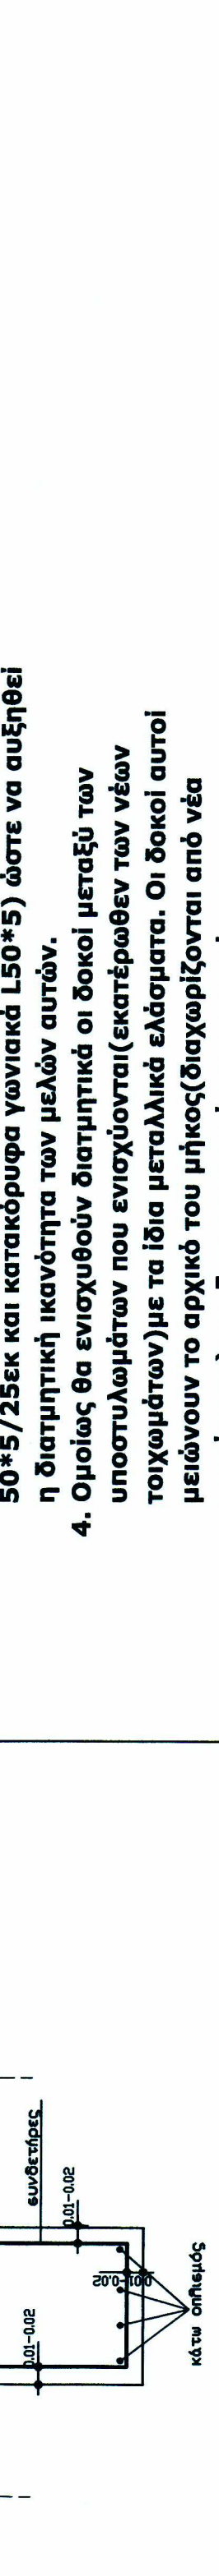 50*5/25εκ και κατακόρυφα γωνιακά L50*5) ώστε να αυξηθεί
η διατμητική ικανότητα των μελών αυτών.
4. Ομοίως θα ενισχυθούν διατμητικά οι δοκοί μεταξύ των
υποστυλωμάτων που ενισχύονται(εκατέρωθεν των νέων
τοιχωμάτων)με τα ίδια μεταλλικά ελάσματα. Οι δοκοί αυτοί
μειώνουν το αρχικό του μήκος(διαχωρίζονται από νέα
συνδετήρες
0.01-0.02
0.01-0.02
0.01-0.02
κάτω οπλισμός